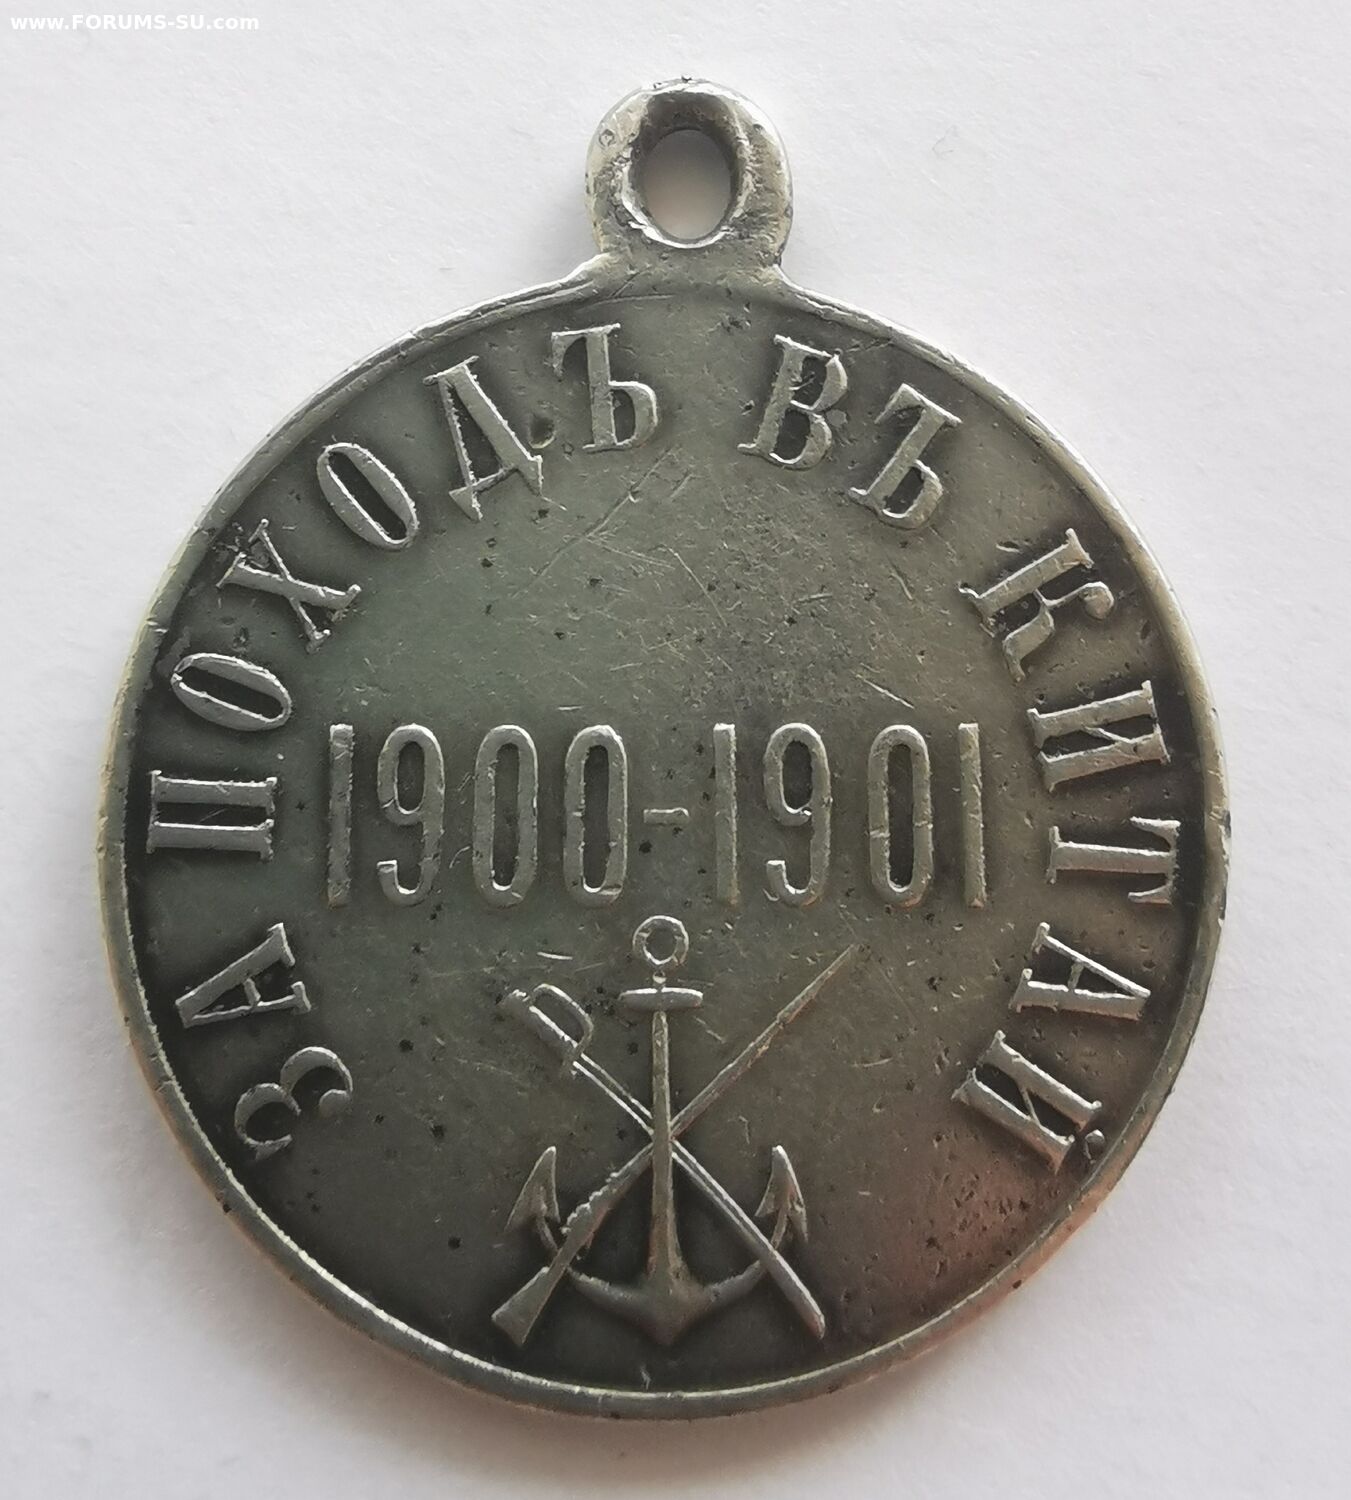 www.FORUMS-SU.com
ЗА ПОХОДЪ ВЪ КИТАЙ
1900-1901